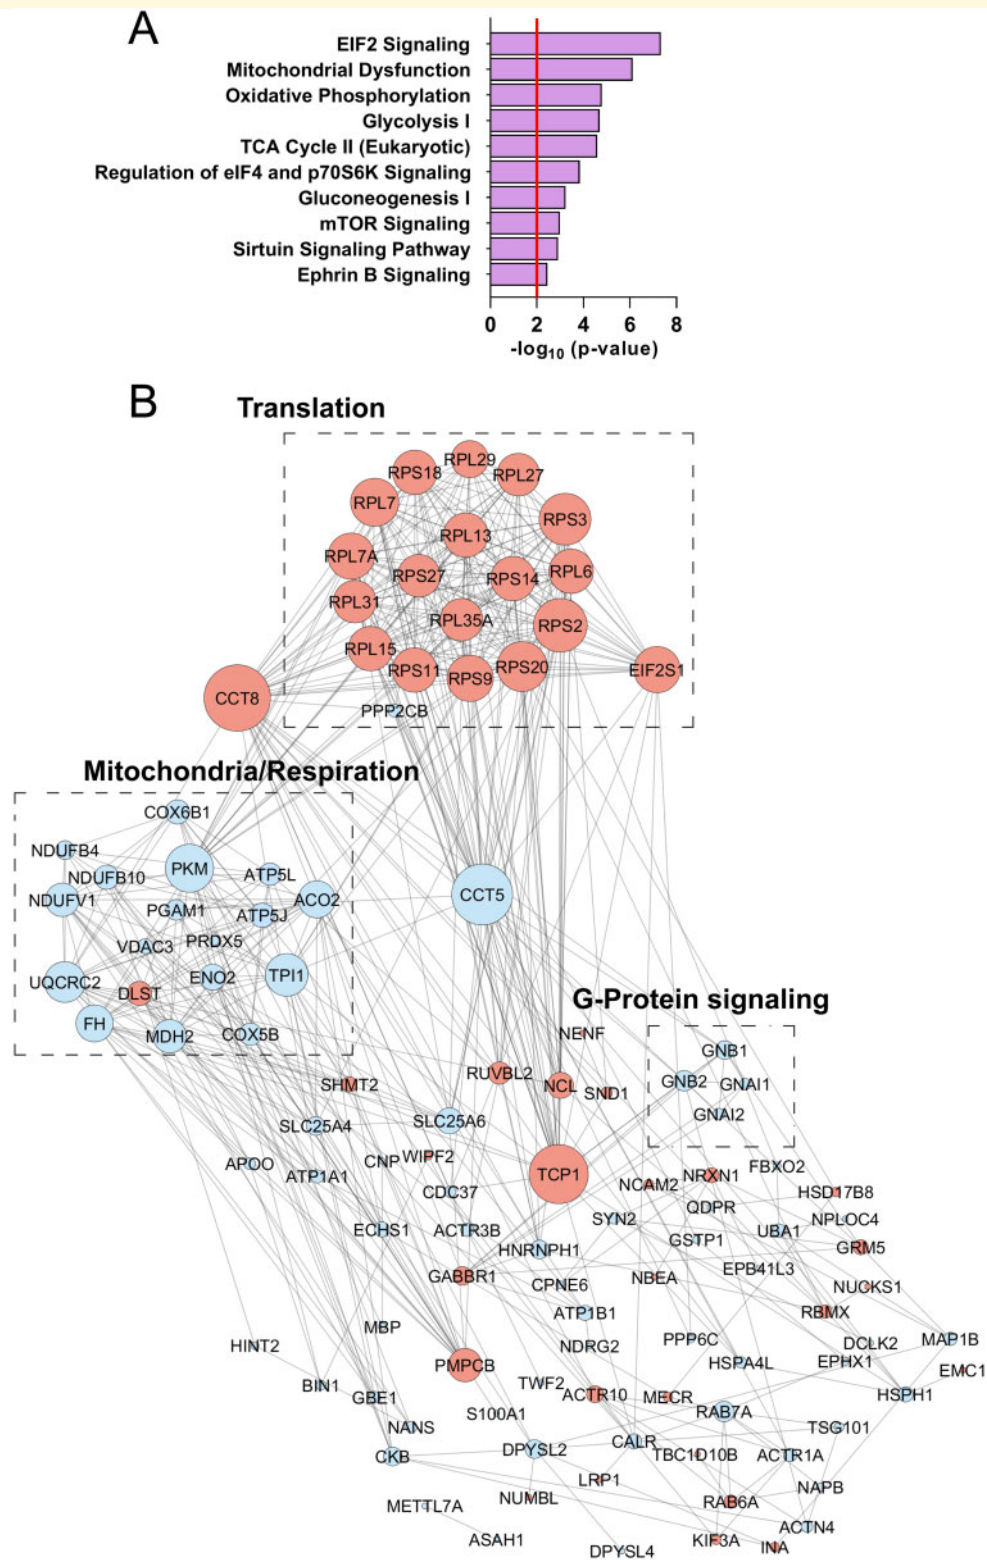 A
EIF2 Signaling
Mitochondrial Dysfunction
Oxidative Phosphorylation
Glycolysis I
TCA Cycle II (Eukaryotic)
Regulation of eIF4 and p70S6K Signaling
Gluconeogenesis I
mTOR Signaling
Sirtuin Signaling Pathway
Ephrin B Signaling
0 2 4 6 8
-log10 (p-value)
B
Translation
RPL29
RPS18 RPL27
RPL7
RPS3
RPL13
RPL7A
RPS27 RPS14 RPL6
RPL31
RPL35A RPS2
RPL15
RPS11 RPS9 RPS20 EIF2S1
CCT8
PPP2CB
Mitochondria/Respiration
COX6B1
NDUFB4
PKM
NDUFB10 ATP5L
NDUFV1 ACO2
PGAM1 ATP5J
CCT5
VDAC3 PRDX5
UQCRC2 ENO2 TPI1
DLST
FH MDH2 COX5B
G-Protein signaling
NENF
GNB1
SHMT2 RUVBL2 NCL SND1 GNB2 GNAI1
SLC25A4 SLC25A6 GNAI2
APOO CNP WIPF2
ATP1A1 TCP1 NRXN1 FBXO2
CDC37 NCAM2 HSD17B8
QDPR
ECHS1 ACTR3B SYN2 UBA1 NPLOC4
HNRNPH1 GSTP1 GRM5
GABBR1 CPNE6 NBEA EPB41L3
NUCKS1
ATP1B1 RBMX
MBP
HINT2 NDRG2 PPP6C DCLK2 MAP1B
PMPCB HSPA4L EPHX1 EMC1
BIN1 GBE1 TWF2 ACTR10 MECR HSPH1
NANS S100A1 RAB7A
TSG101
CKB DPYSL2 CALR TBC1D10B ACTR1A
LRP1 NAPB
METTL7A NUMBL RAB6A
ASAH1 ACTN4
DPYSL4 KIF3A INA